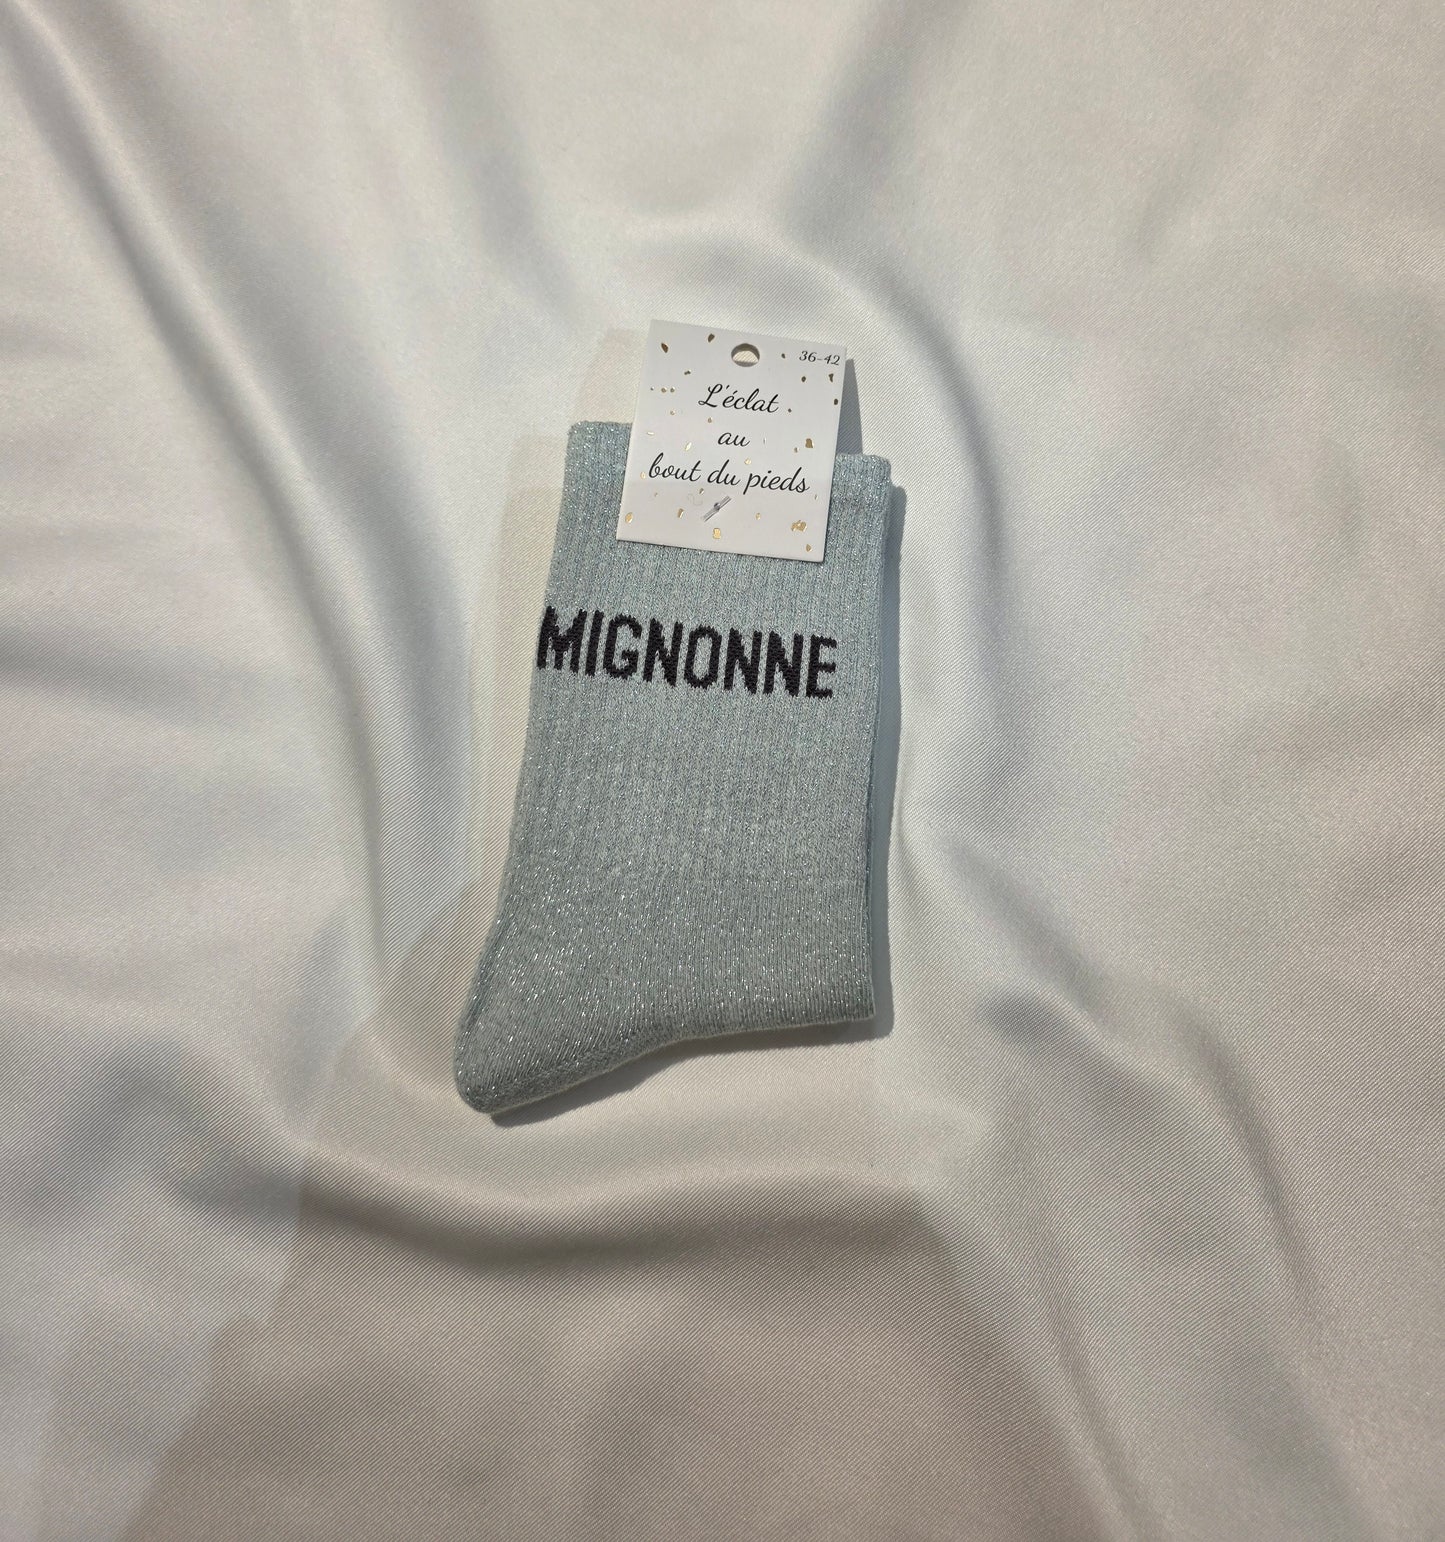 36-42
L'éclat
au
bout du pieds
MIGNONNE